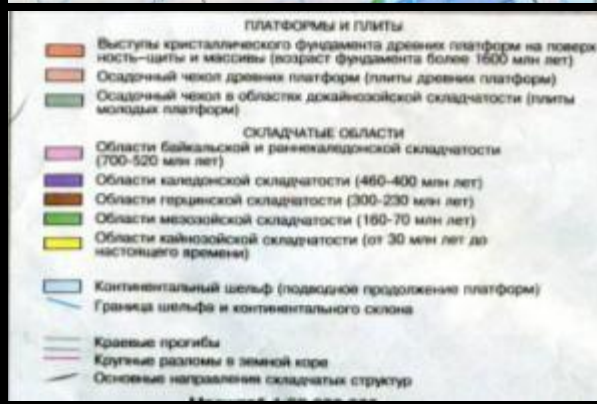 ПЛАТФОРМЫ И ПЛИТЫ
Выступы кристаллического фундамента древних платформ на поверх
ность–щиты и массивы (возраст фундамента более 1600 млн лет)
Осадочный чехол древних платформ (плиты древних платформ)
Осадочный чехол в областях докайнозойской складчатости (плиты
молодых платформ)
СКЛАДЧАТЫЕ ОБЛАСТИ
Области байкальской и раннекаледонской складчатости
(700-520 млн лет)
Области каледонской складчатости (460-400 млн лет)
Области герцинской складчатости (300-230 млн лет)
Области мезозойской складчатости (160-70 млн лет)
Области кайнозойской складчатости (от 30 млн лет до
настоящего времени)
Континентальный шельф (подводное продолжение платформ)
Граница шельфа и континентального склона
Краевые прогибы
Крупные разломы в земной коре
Основные направления складчатых структур